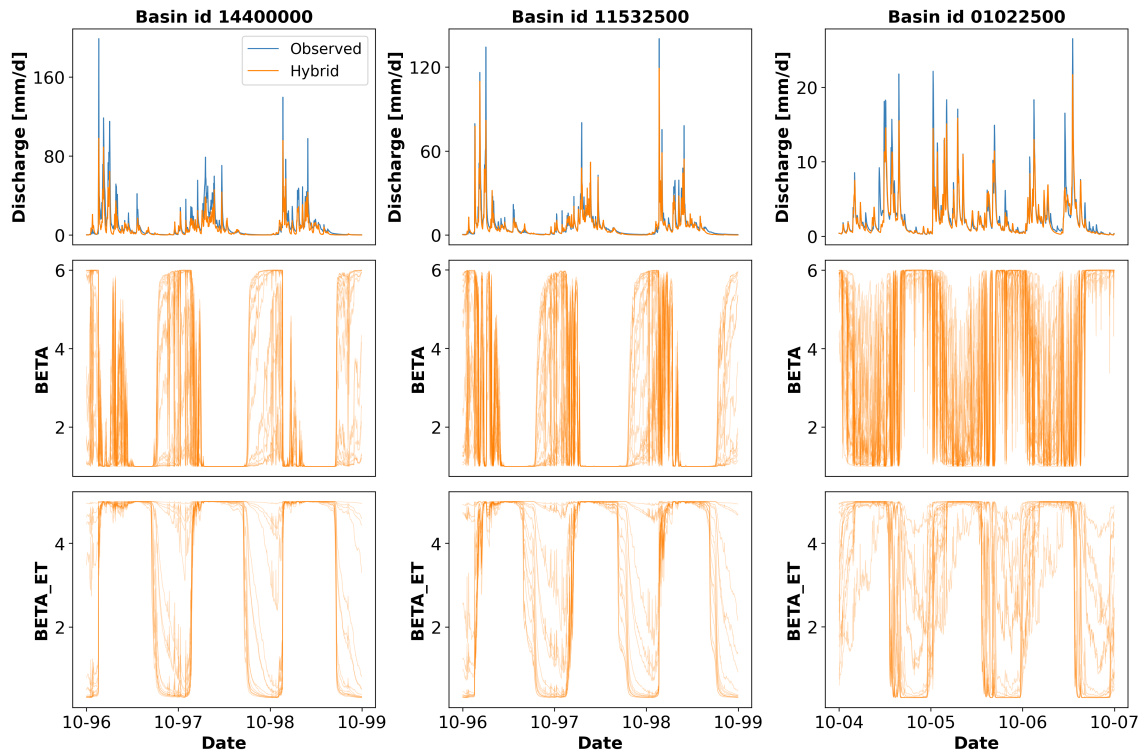 Basin id 14400000
Basin id 11532500
Basin id 01022500
Discharge [mm/d]
160
80
0
Observed
Hybrid
Discharge [mm/d]
120
60
0
Discharge [mm/d]
20
10
0
BETA
6
4
2
BETA
6
4
2
BETA
6
4
2
BETA_ET
4
2
BETA_ET
4
2
BETA_ET
4
2
10-96 10-97 10-98 10-99
Date
10-96 10-97 10-98 10-99
Date
10-04 10-05 10-06 10-07
Date